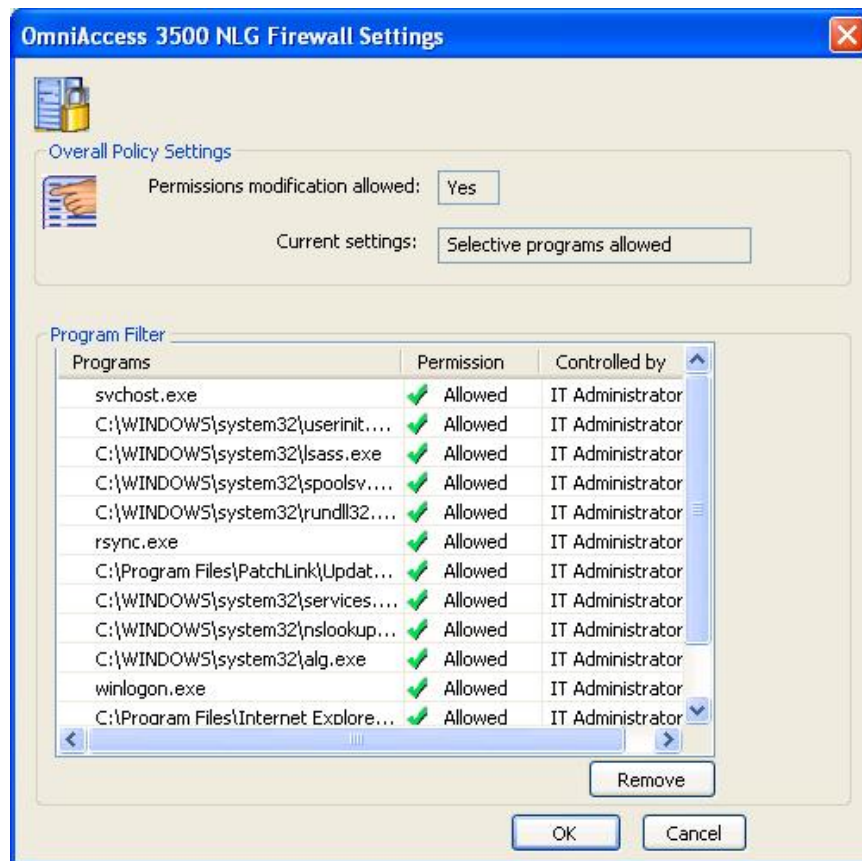 OmniAccess 3500 NLG Firewall Settings
Overall Policy Settings
Permissions modification allowed: Yes
Current settings: Selective programs allowed
Program Filter
Programs Permission Controlled by
svchost.exe Allowed IT Administrator
C:\WINDOWS\system32\userinit.... Allowed IT Administrator
C:\WINDOWS\system32\lsass.exe Allowed IT Administrator
C:\WINDOWS\system32\spoolsv.... Allowed IT Administrator
C:\WINDOWS\system32\rundll32.... Allowed IT Administrator
rsync.exe Allowed IT Administrator
C:\Program Files\PatchLink\Updat... Allowed IT Administrator
C:\WINDOWS\system32\services.... Allowed IT Administrator
C:\WINDOWS\system32\nslookup... Allowed IT Administrator
C:\WINDOWS\system32\alg.exe Allowed IT Administrator
winlogon.exe Allowed IT Administrator
C:\Program Files\Internet Explore... Allowed IT Administrator
Remove
OK Cancel